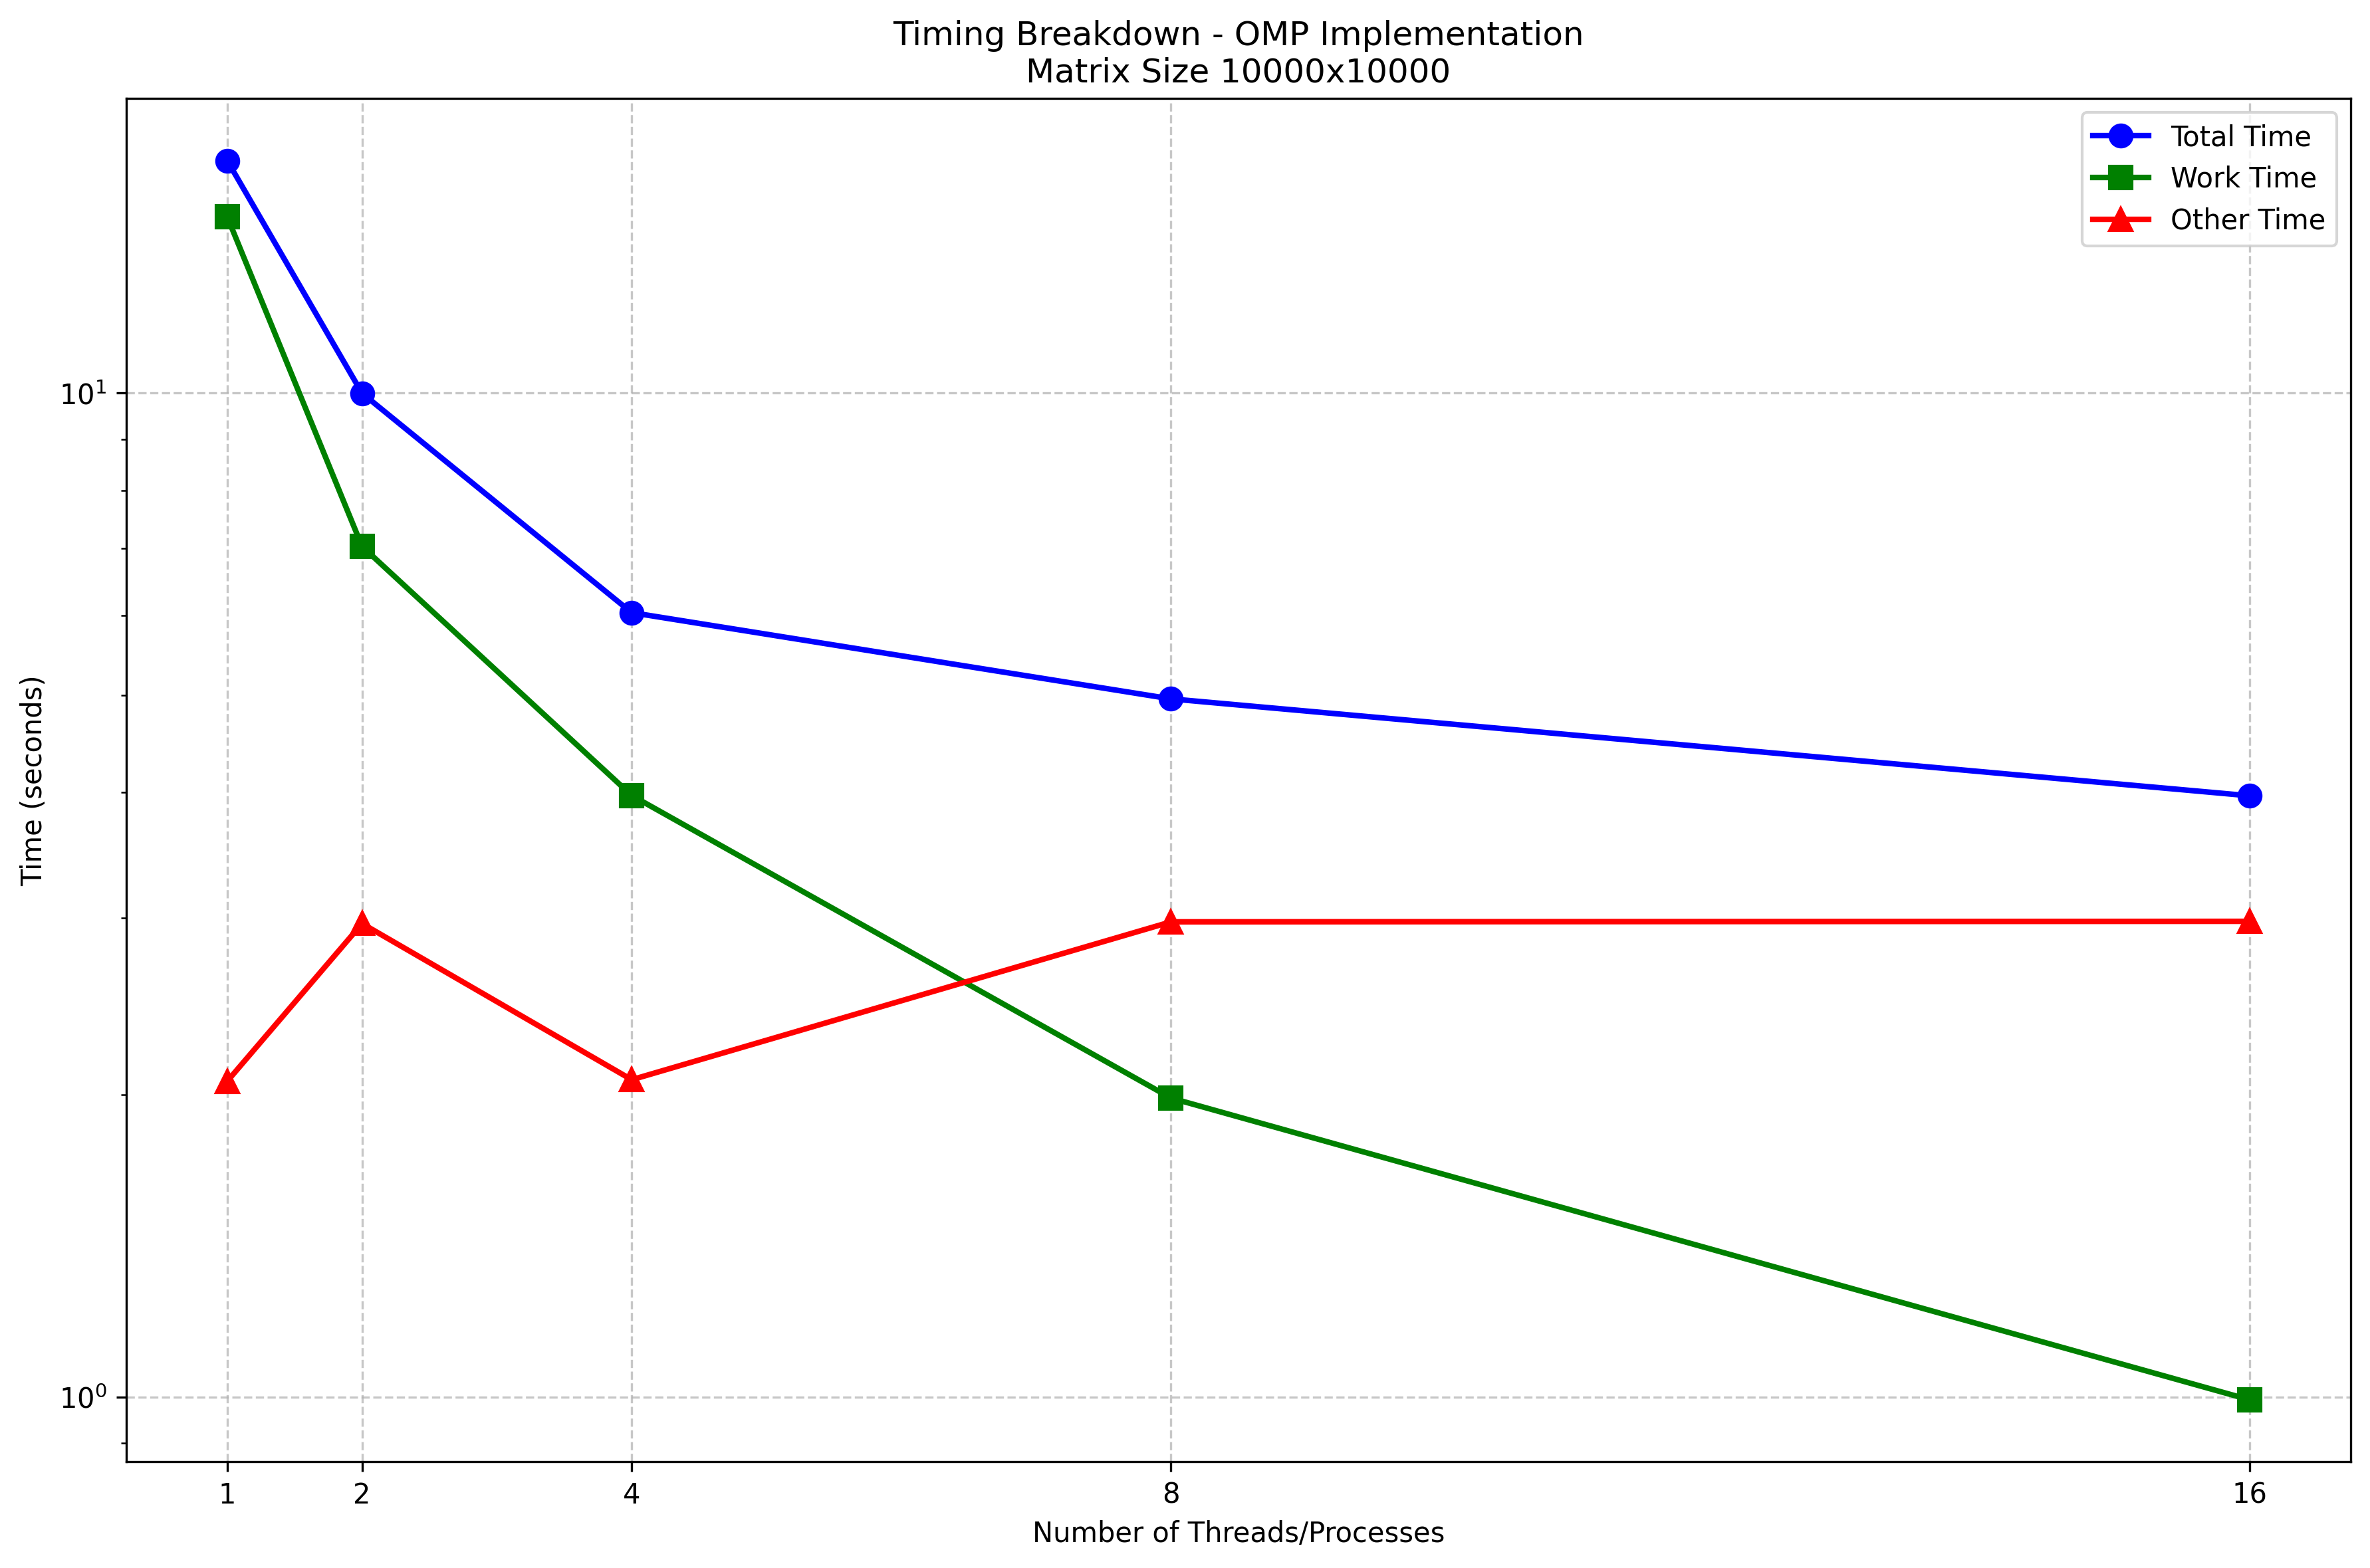 Timing Breakdown - OMP Implementation
Matrix Size 10000x10000
Total Time
Work Time
Other Time
10¹
10⁰
Time (seconds)
1 2 4 8 16
Number of Threads/Processes